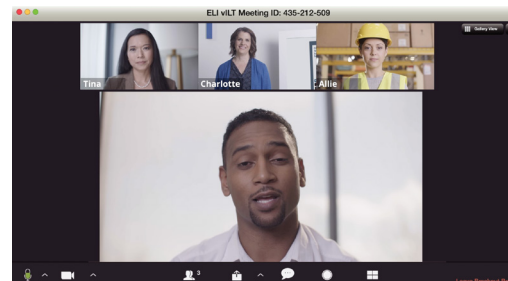 ELI vILT Meeting ID: 435-212-509
Gallery View
Tina
Charlotte
Allie
3